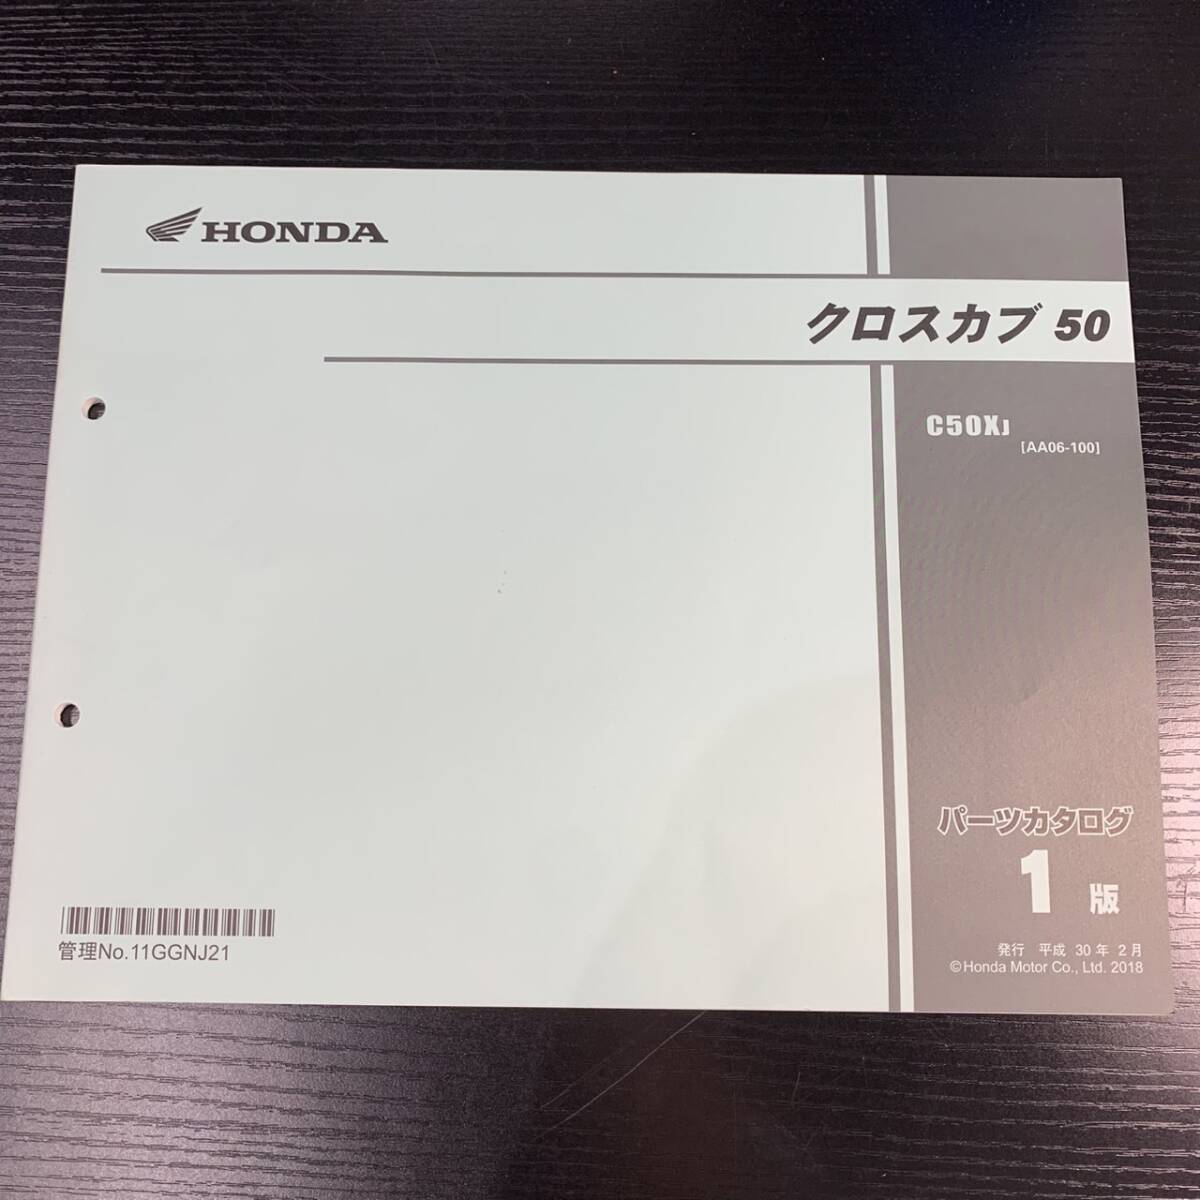 HONDA
クロスカブ 50
C50XJ
[AA06-100]
パーツカタログ
1 版
発行 平成 30 年 2 月
©Honda Motor Co., Ltd. 2018
管理No.11GGNJ21